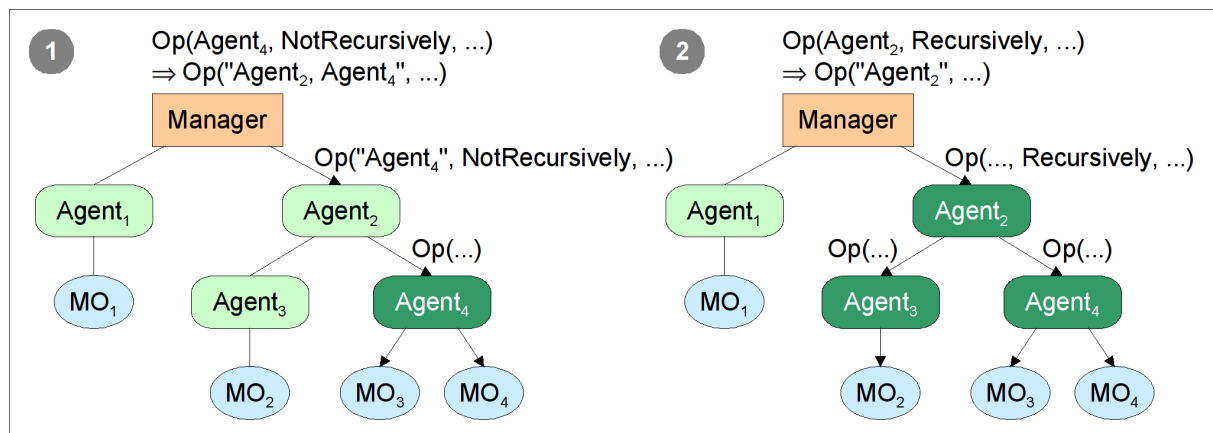 1
Op(Agent₄, NotRecursively, ...)
⇒ Op("Agent₂, Agent₄", ...)
Manager
Op("Agent₄", NotRecursively, ...)
Agent₁
Agent₂
Op(...)
MO₁
Agent₃
Agent₄
MO₂
MO₃
MO₄
2
Op(Agent₂, Recursively, ...)
⇒ Op("Agent₂", ...)
Manager
Op(..., Recursively, ...)
Agent₁
Agent₂
Op(...)
Op(...)
MO₁
Agent₃
Agent₄
MO₂
MO₃
MO₄